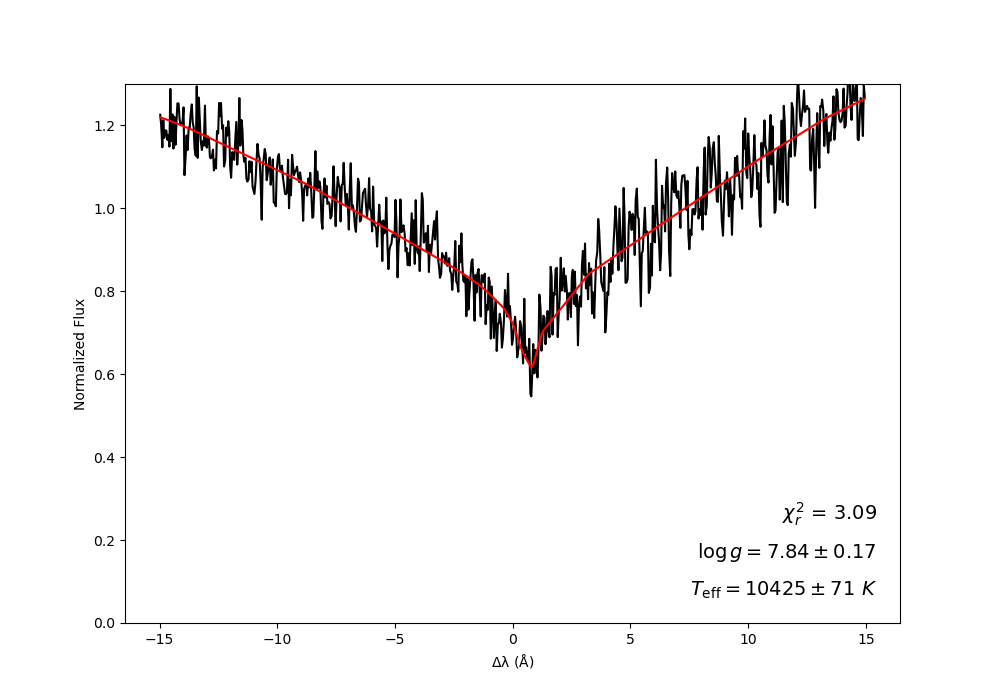 1.2
1.0
0.8
0.6
0.4
0.2
0.0
Normalized Flux
χ²ᵣ = 3.09
log g = 7.84 ± 0.17
T_eff = 10425 ± 71 K
−15 −10 −5 0 5 10 15
Δλ (Å)